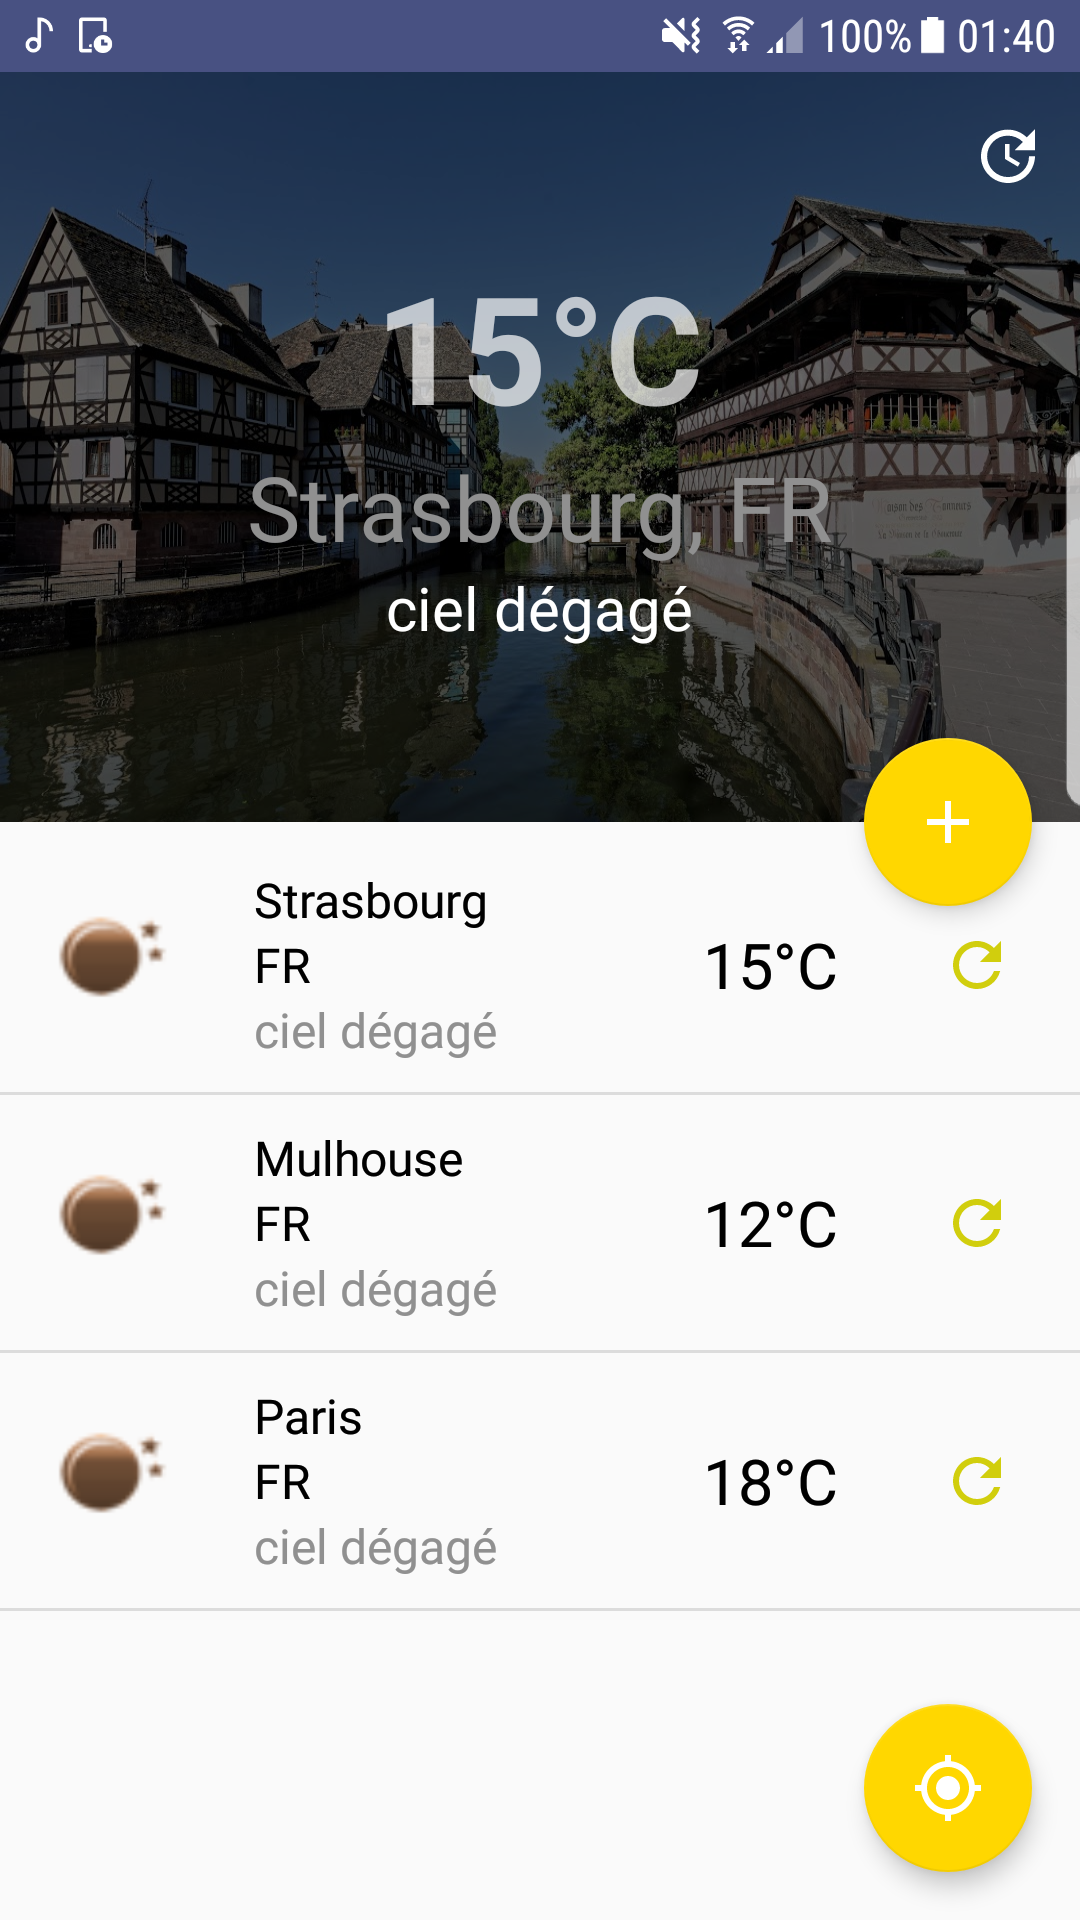 100% 01:40
15°C
Strasbourg, FR
ciel dégagé
Strasbourg
FR
15°C
ciel dégagé
Mulhouse
FR
12°C
ciel dégagé
Paris
FR
18°C
ciel dégagé